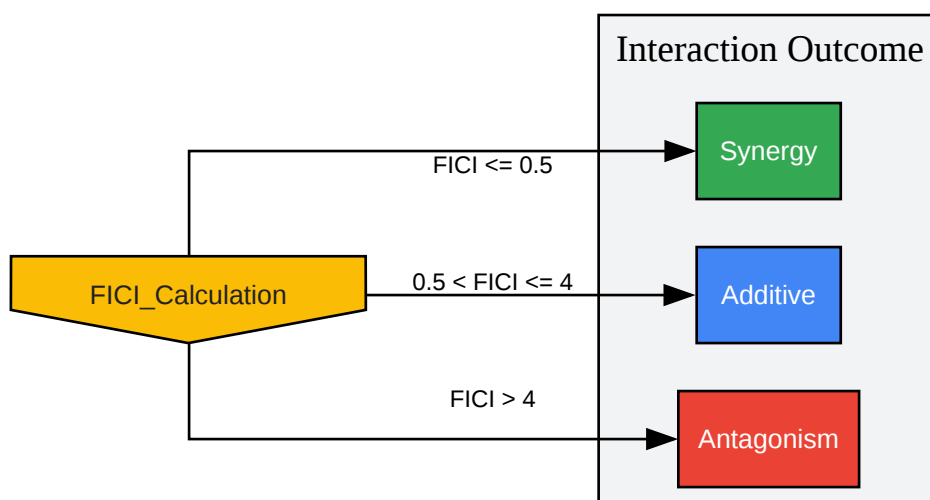 Interaction Outcome
Synergy
FICI <= 0.5
FICI_Calculation
0.5 < FICI <= 4
Additive
FICI > 4
Antagonism